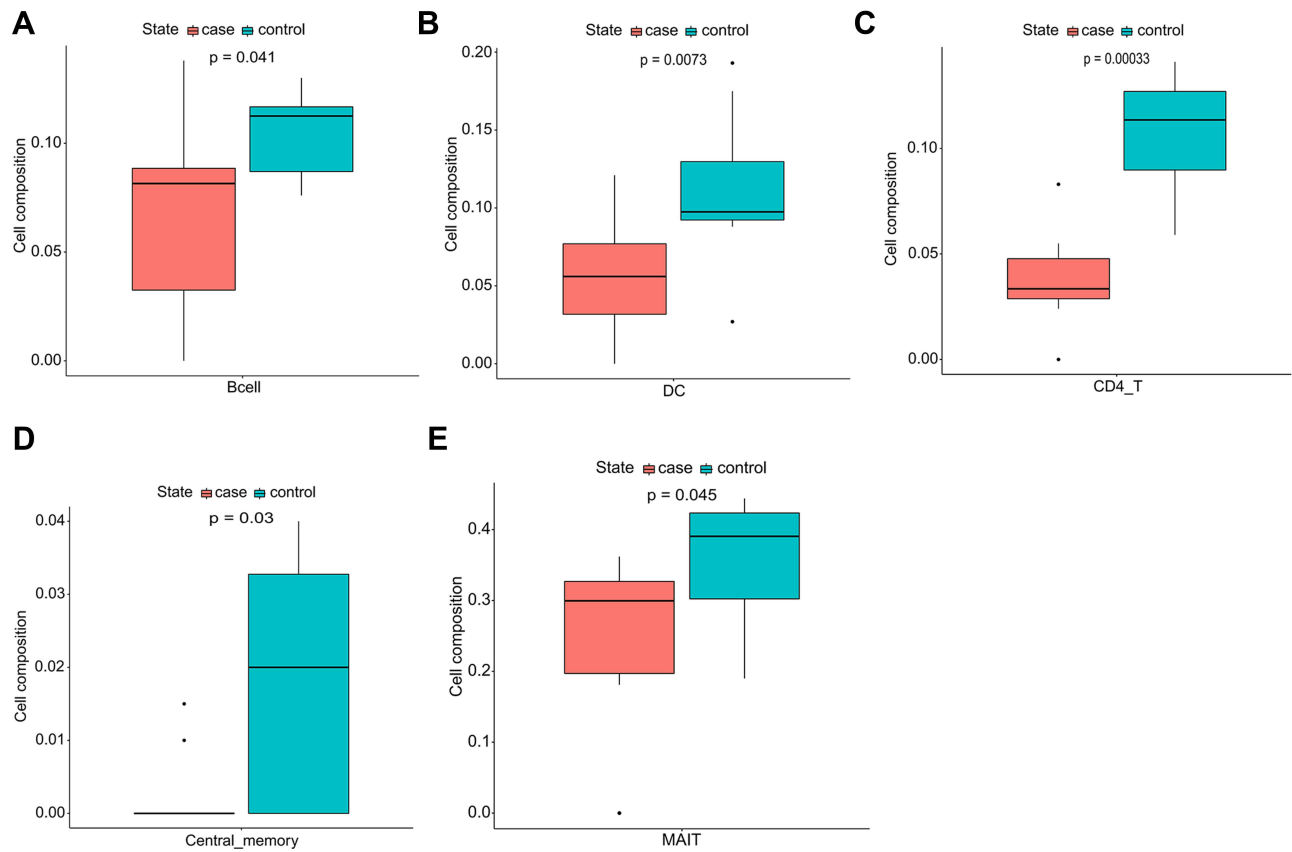 A
State case control
p = 0.041
Cell composition
0.10
0.05
0.00
Bcell
B
State case control
p = 0.0073
Cell composition
0.20
0.15
0.10
0.05
0.00
DC
C
State case control
p = 0.00033
Cell composition
0.10
0.05
0.00
CD4_T
D
State case control
p = 0.03
Cell composition
0.04
0.03
0.02
0.01
0.00
Central_memory
E
State case control
p = 0.045
Cell composition
0.4
0.3
0.2
0.1
0.0
MAIT